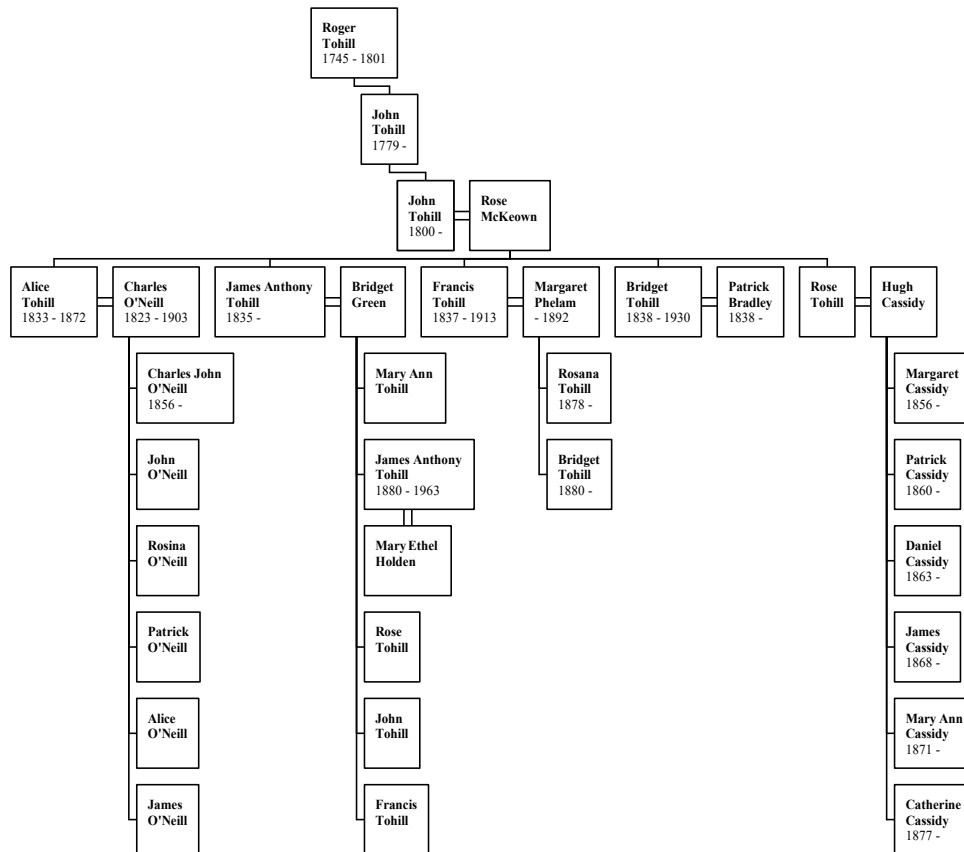 Roger
Tohill
1745 - 1801
John
Tohill
1779 -
John
Tohill
1800 -
Rose
McKeown
Alice
Tohill
1833 - 1872
Charles
O'Neill
1823 - 1903
James Anthony
Tohill
1835 -
Bridget
Green
Francis
Tohill
1837 - 1913
Margaret
Phelam
- 1892
Bridget
Tohill
1838 - 1930
Patrick
Bradley
1838 -
Rose
Tohill
Hugh
Cassidy
Charles John
O'Neill
1856 -
John
O'Neill
Rosina
O'Neill
Patrick
O'Neill
Alice
O'Neill
James
O'Neill
Mary Ann
Tohill
James Anthony
Tohill
1880 - 1963
Mary Ethel
Holden
Rose
Tohill
John
Tohill
Francis
Tohill
Rosana
Tohill
1878 -
Bridget
Tohill
1880 -
Margaret
Cassidy
1856 -
Patrick
Cassidy
1860 -
Daniel
Cassidy
1863 -
James
Cassidy
1868 -
Mary Ann
Cassidy
1871 -
Catherine
Cassidy
1877 -